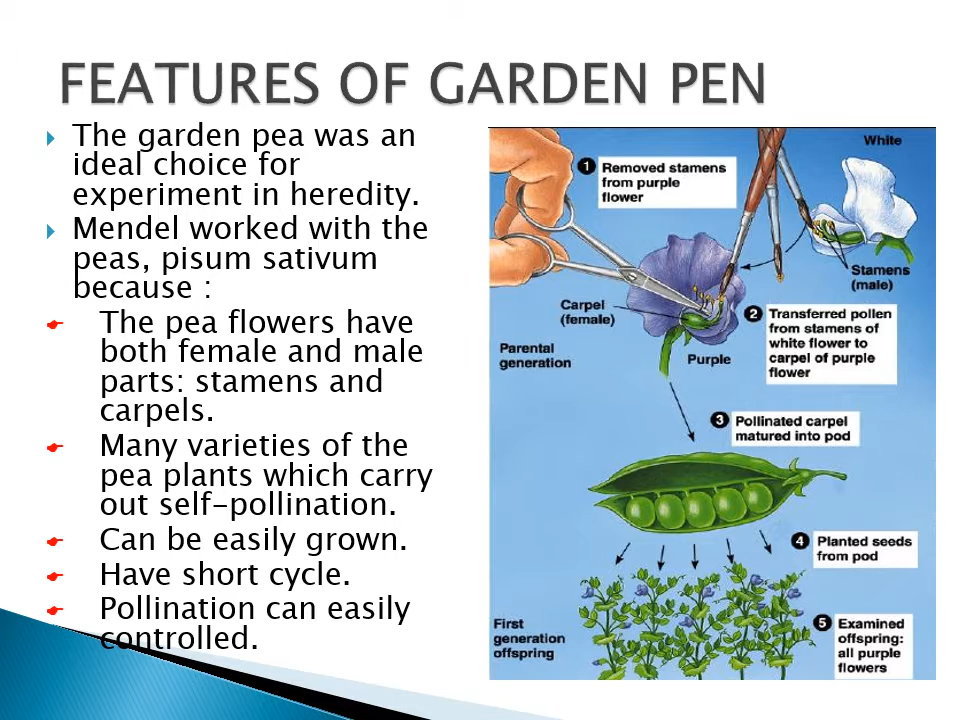 FEATURES OF GARDEN PEN
The garden pea was an
ideal choice for
experiment in heredity.
Mendel worked with the
peas, pisum sativum
because :
The pea flowers have
both female and male
parts: stamens and
carpels.
Many varieties of the
pea plants which carry
out self-pollination.
Can be easily grown.
Have short cycle.
Pollination can easily
controlled.
1 Removed stamens
from purple
flower
White
Stamens
(male)
Carpel
(female)
2 Transferred pollen
from stamens of
white flower to
carpel of purple
flower
Parental
generation
Purple
3 Pollinated carpel
matured into pod
4 Planted seeds
from pod
First
generation
offspring
5 Examined
offspring:
all purple
flowers